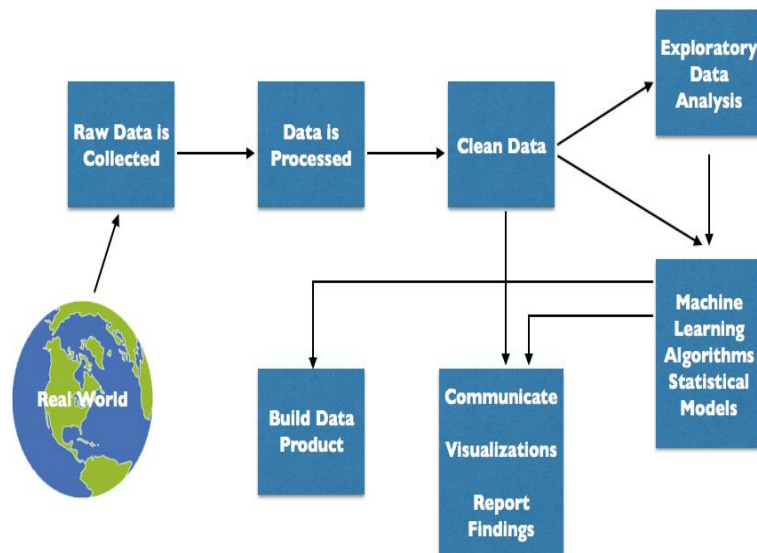 Exploratory
Data
Analysis
Raw Data is
Collected
Data is
Processed
Clean Data
Real World
Machine
Learning
Algorithms
Statistical
Models
Build Data
Product
Communicate
Visualizations
Report
Findings